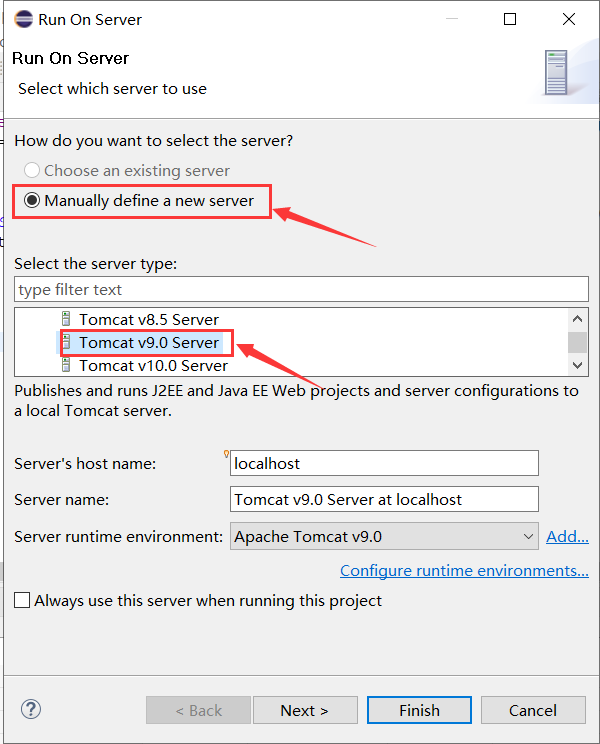 Run On Server
Run On Server
Select which server to use
How do you want to select the server?
Choose an existing server
Manually define a new server
Select the server type:
type filter text
Tomcat v8.5 Server
Tomcat v9.0 Server
Tomcat v10.0 Server
Publishes and runs J2EE and Java EE Web projects and server configurations to
a local Tomcat server.
Server's host name: localhost
Server name: Tomcat v9.0 Server at localhost
Server runtime environment: Apache Tomcat v9.0 Add...
Configure runtime environments...
Always use this server when running this project
? < Back Next > Finish Cancel